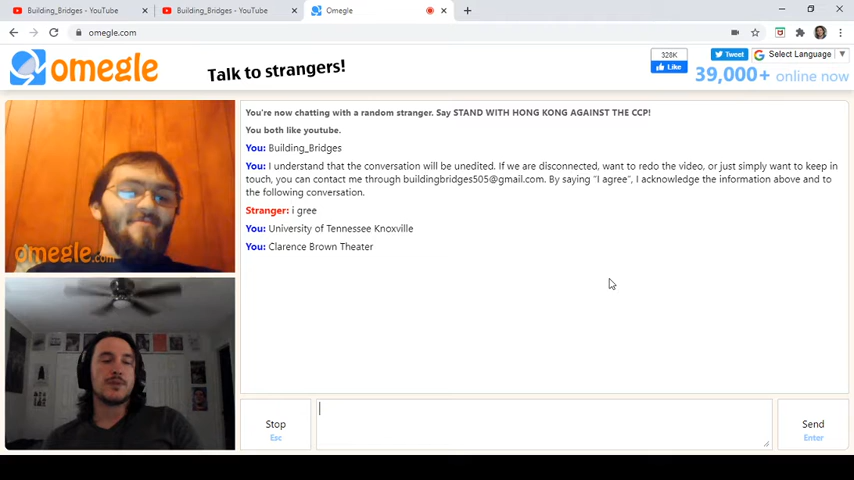 Building_Bridges - YouTube
Building_Bridges - YouTube
Omegle
omegle.com
omegle
Talk to strangers!
328K
Like
Tweet
Select Language
39,000+ online now
You're now chatting with a random stranger. Say STAND WITH HONG KONG AGAINST THE CCP!
You both like youtube.
You: Building_Bridges
You: I understand that the conversation will be unedited. If we are disconnected, want to redo the video, or just simply want to keep in
touch, you can contact me through buildingbridges505@gmail.com. By saying "I agree", I acknowledge the information above and to
the following conversation.
Stranger: i gree
You: University of Tennessee Knoxville
You: Clarence Brown Theater
omegle.com
Stop
Esc
Send
Enter